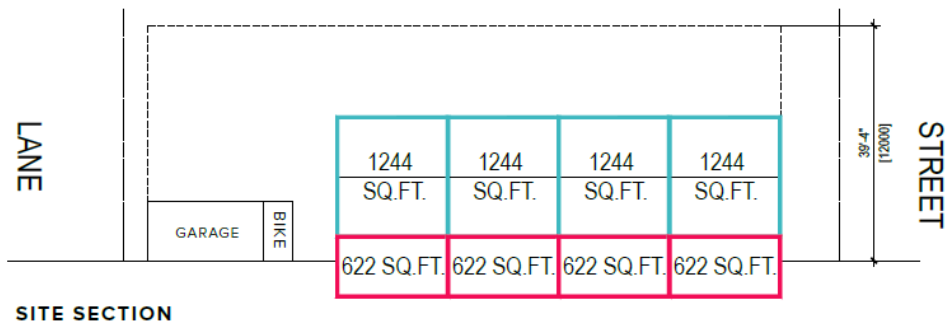 LANE
GARAGE
BIKE
1244
SQ.FT.
1244
SQ.FT.
1244
SQ.FT.
1244
SQ.FT.
622 SQ.FT.
622 SQ.FT.
622 SQ.FT.
622 SQ.FT.
39'-4"
[12000]
STREET
SITE SECTION